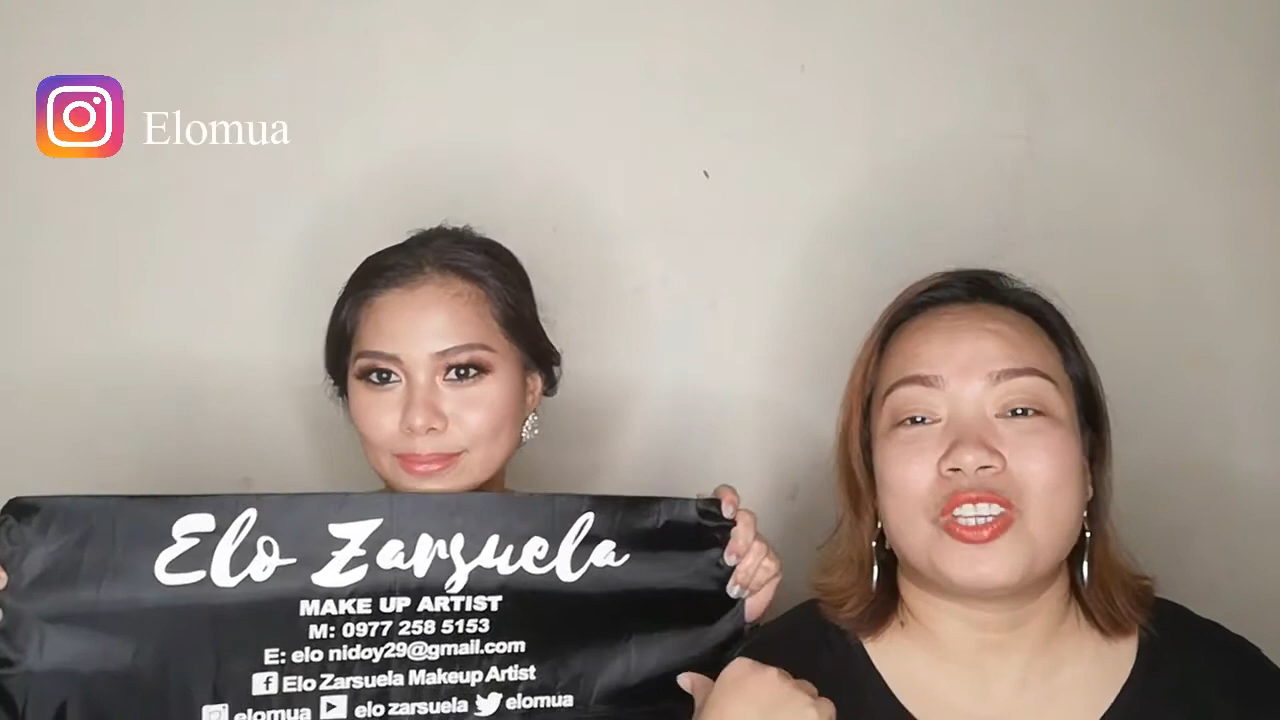 Elomua
Elo Zarsuela
MAKE UP ARTIST
M: 0977 258 5153
E: elo nidoy29@gmail.com
Elo Zarsuela Makeup Artist
elomua elo zarsuela elomua